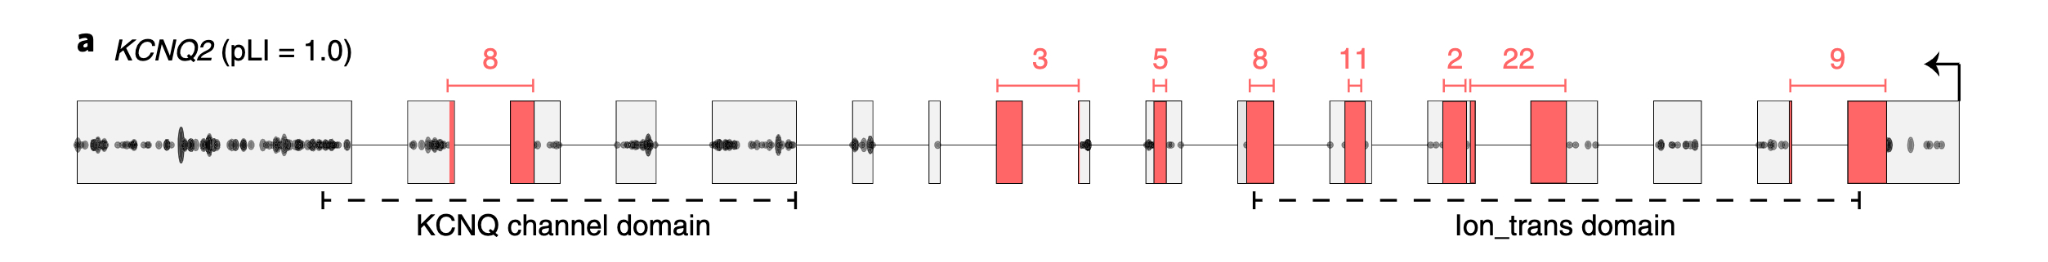 a KCNQ2 (pLI = 1.0)
8 3 5 8 11 2 22 9
KCNQ channel domain Ion_trans domain